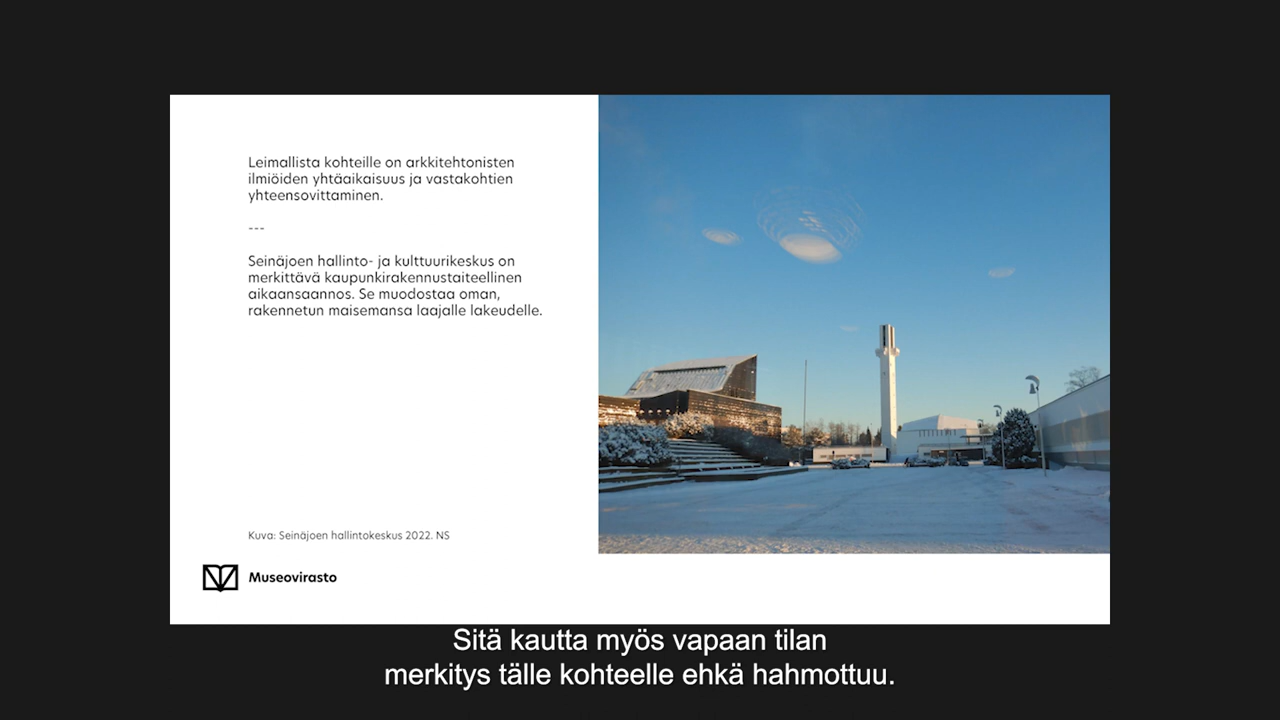 Leimallista kohteille on arkkitehtonisten
ilmiöiden yhtäaikaisuus ja vastakohtien
yhteensovittaminen.
---
Seinäjoen hallinto- ja kulttuurikeskus on
merkittävä kaupunkirakennustaiteellinen
aikaansaannos. Se muodostaa oman,
rakennetun maisemansa laajalle lakeudelle.
Kuva: Seinäjoen hallintokeskus 2022. NS
Museovirasto
Sitä kautta myös vapaan tilan
merkitys tälle kohteelle ehkä hahmottuu.